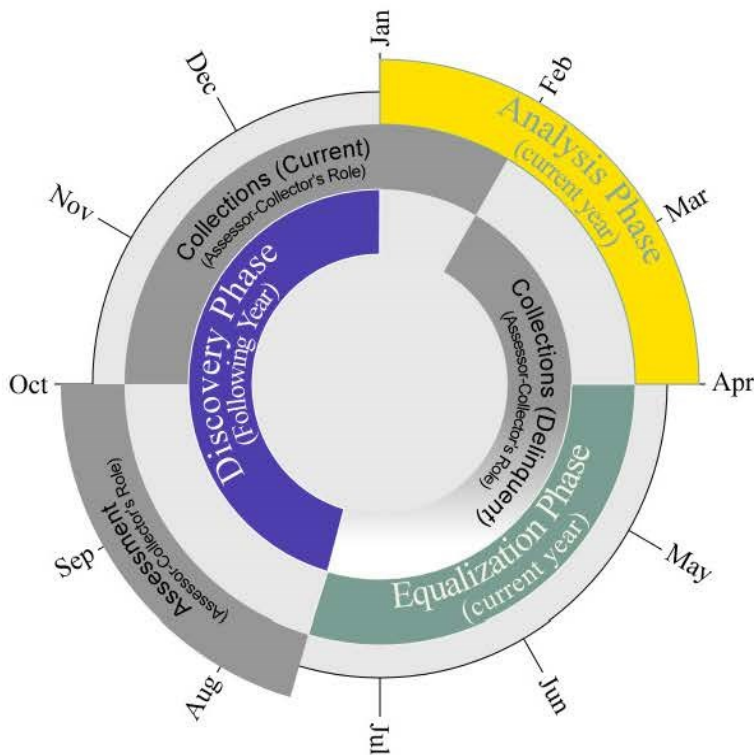 Jan
Feb
Mar
Apr
May
Jun
Jul
Aug
Sep
Oct
Nov
Dec
Analysis Phase
(current year)
Collections (Current)
(Assessor-Collector's Role)
Discovery Phase
(Following Year)
Collections (Delinquent)
(Assessor-Collector's Role)
Equalization Phase
(current year)
Assessment
(Assessor-Collector's Role)